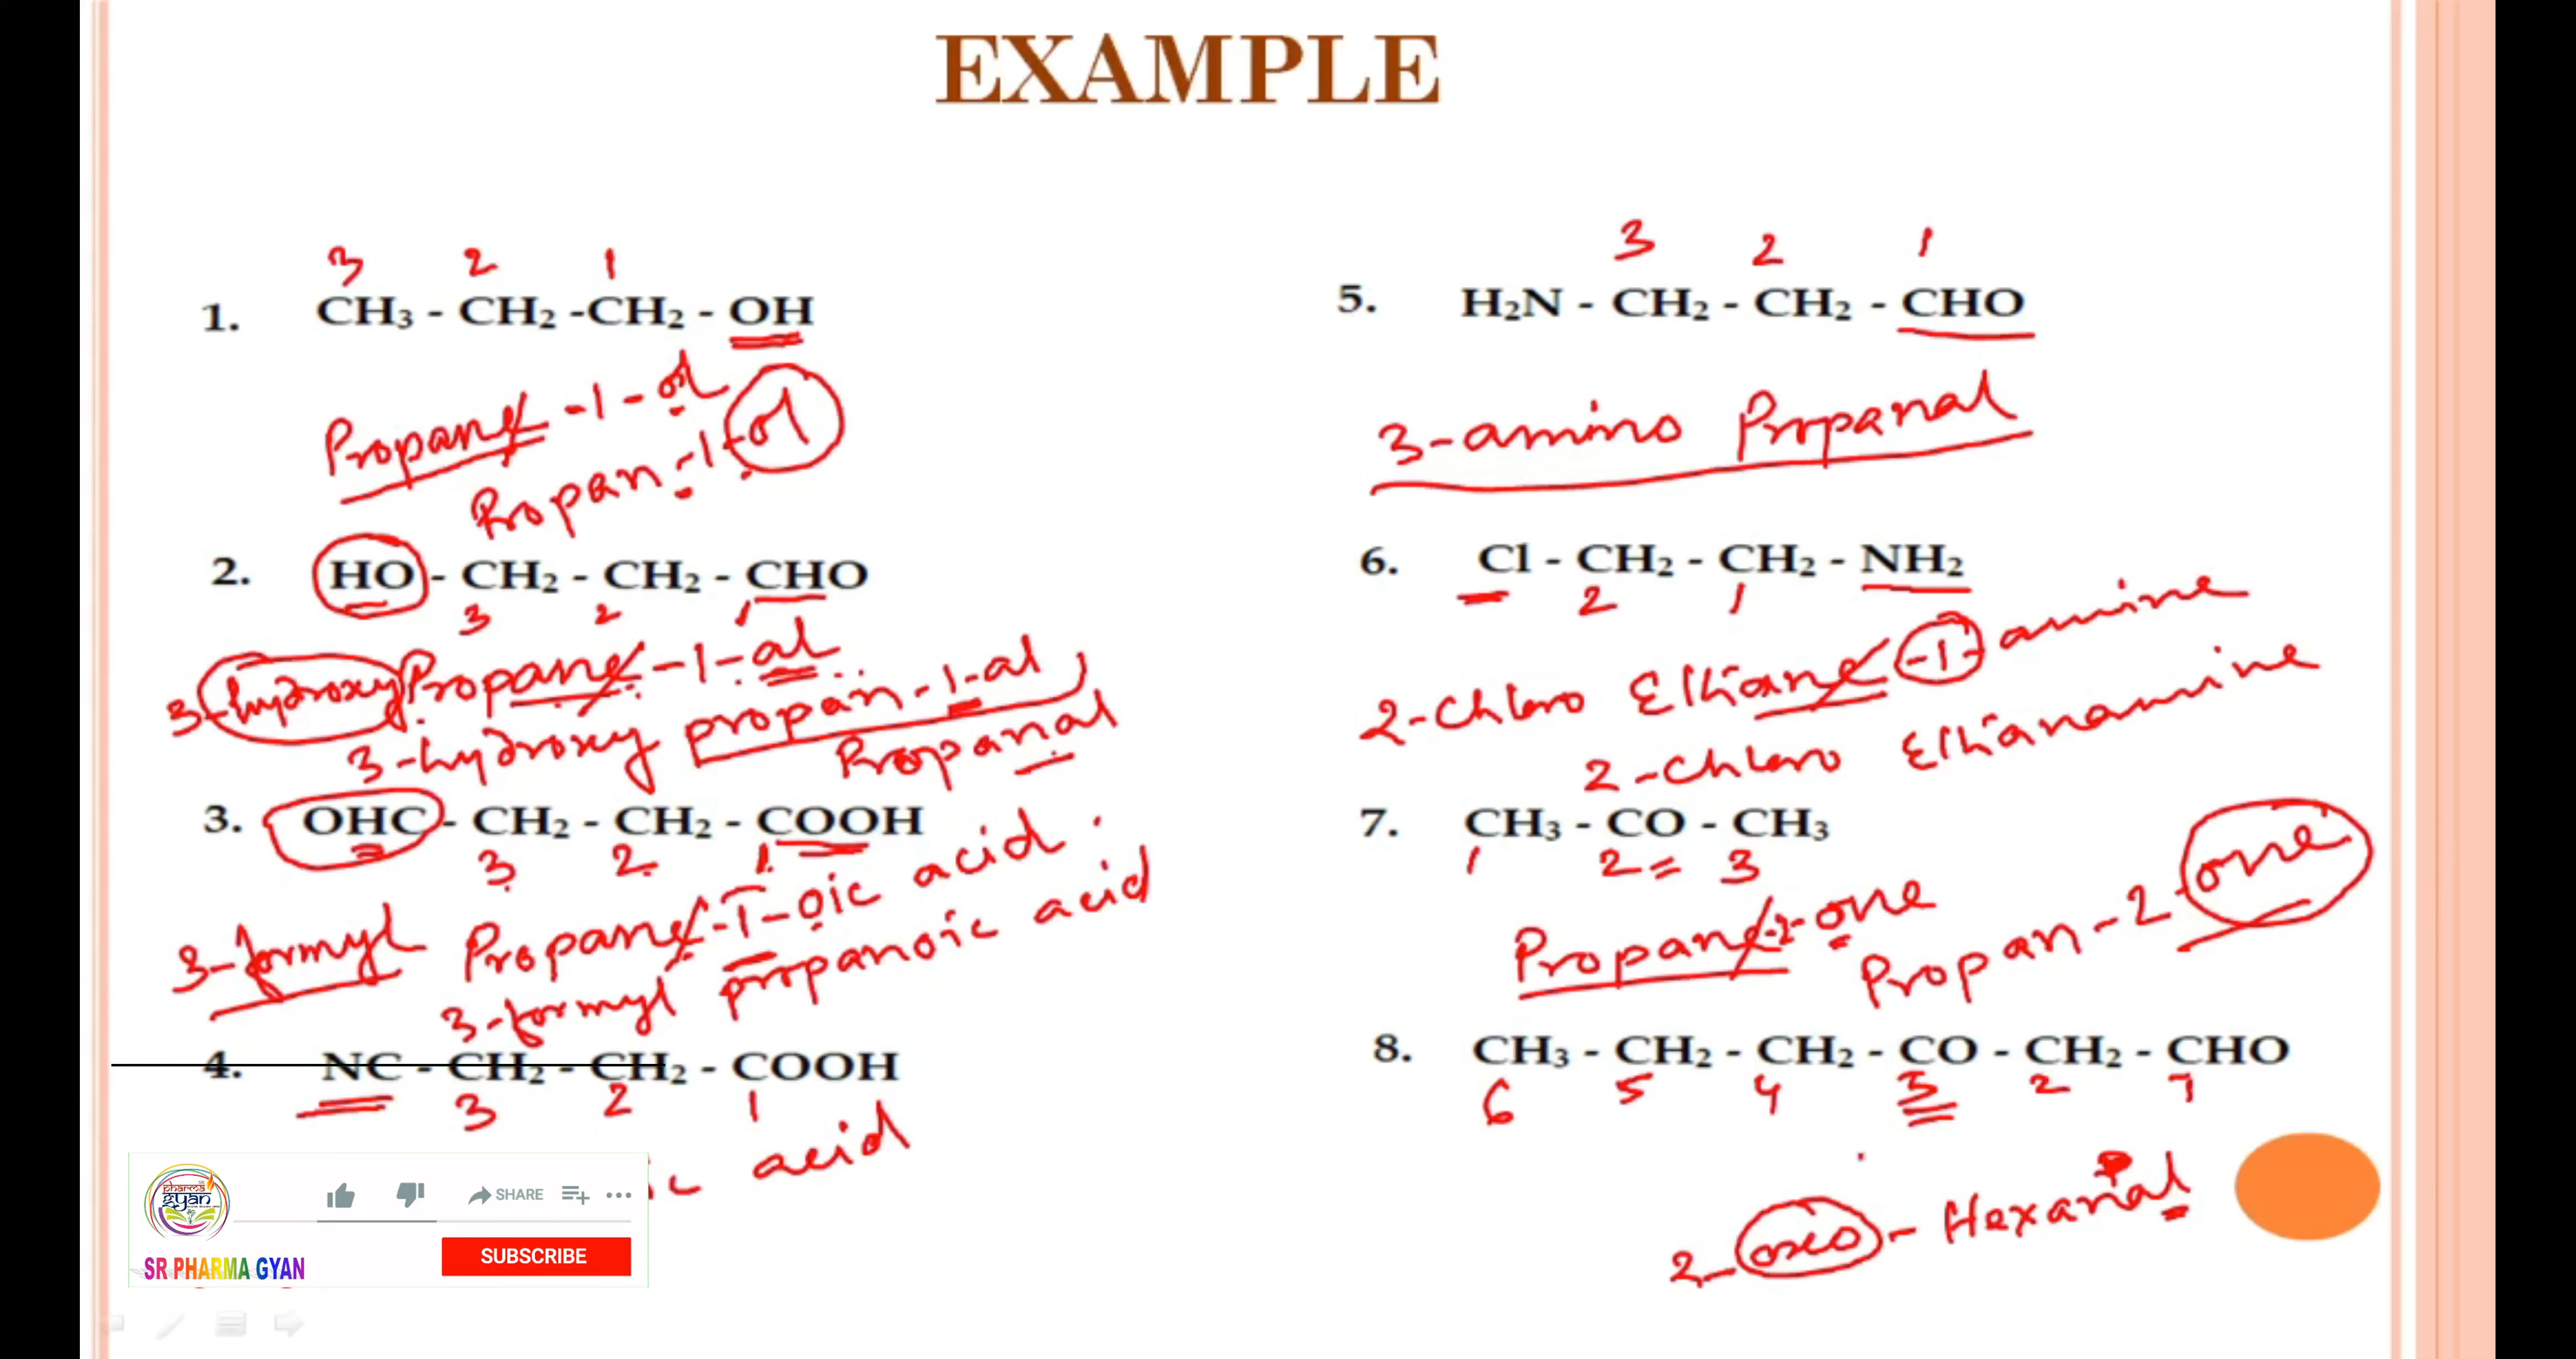 EXAMPLE
3 2 1
1. CH₃ - CH₂ -CH₂ - OH
Propane -1-ol
Propan-1-ol
2. HO - CH₂ - CH₂ - CHO
3 2 1
3-hydroxy Propane-1-al
3-hydroxy propan-1-al
Propanal
3. OHC - CH₂ - CH₂ - COOH
3 2 1
3-formyl Propane-1-oic acid
3-formyl propanoic acid
4. NC - CH₂ - CH₂ - COOH
3 2 1
ic acid
SHARE
SUBSCRIBE
pharma
gyan
SR PHARMA GYAN
3 2 1
5. H₂N - CH₂ - CH₂ - CHO
3-amino Propanal
6. Cl - CH₂ - CH₂ - NH₂
2 1
2-Chloro Ethane -1- amine
2-Chloro Ethanamine
7. CH₃ - CO - CH₃
1 2 3
Propane-2-one
Propan-2-one
8. CH₃ - CH₂ - CH₂ - CO - CH₂ - CHO
6 5 4 3 2 1
oxo - Hexanal